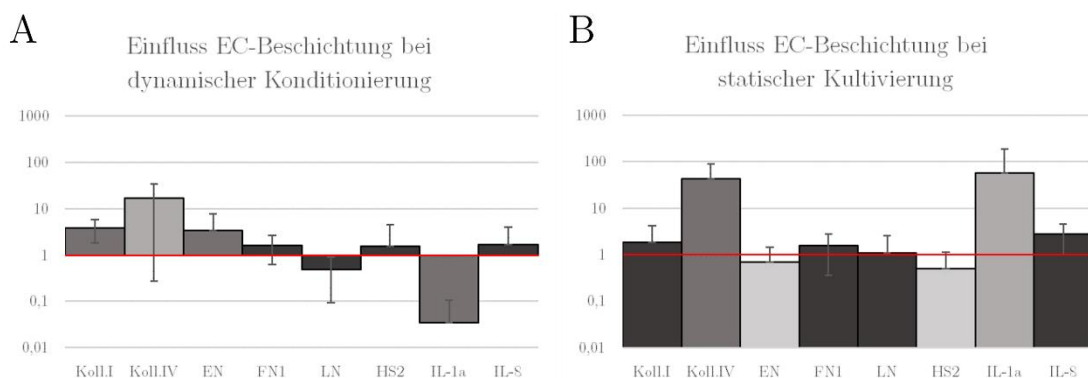 A
Einfluss EC-Beschichtung bei
dynamischer Konditionierung
1000
100
10
1
0,1
0,01
Koll.I Koll.IV EN FN1 LN HS2 IL-1a IL-8
B
Einfluss EC-Beschichtung bei
statischer Kultivierung
1000
100
10
1
0,1
0,01
Koll.I Koll.IV EN FN1 LN HS2 IL-1a IL-8